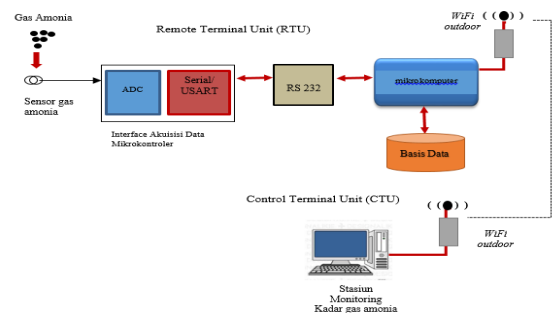 Gas Amonia
Remote Terminal Unit (RTU)
WiFi
outdoor
ADC
Serial/
USART
RS 232
mikrokomputer
Sensor gas
amonia
Interface Akuisisi Data
Mikrokontroler
Basis Data
Control Terminal Unit (CTU)
WiFi
outdoor
Stasiun
Monitoring
Kadar gas amonia